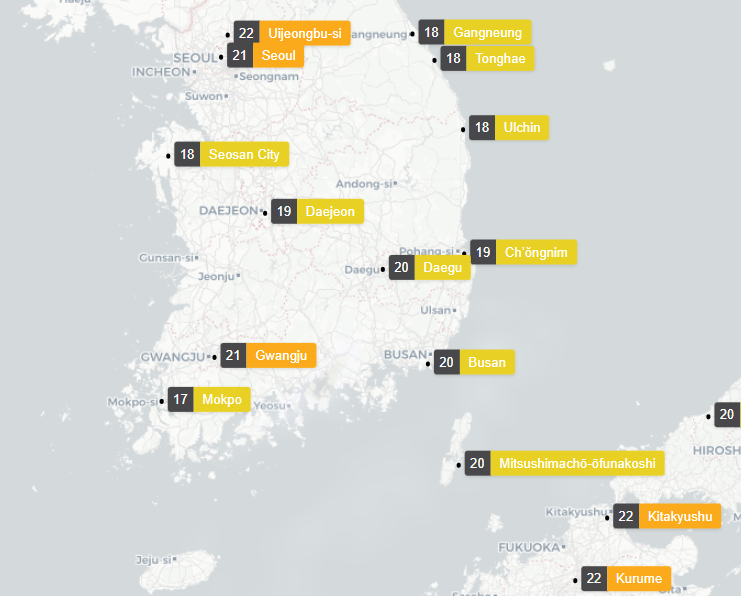 Haeju
22 Uijeongbu-si
angneung
18 Gangneung
SEOUL
21 Seoul
18 Tonghae
INCHEON
Seongnam
Suwon
18 Ulchin
18 Seosan City
Andong-si
DAEJEON
19 Daejeon
Pohang-si
19 Ch'ŏngnim
Gunsan-si
Daegu
20 Daegu
Jeonju
Ulsan
GWANGJU
21 Gwangju
BUSAN
20 Busan
Mokpo-si
17 Mokpo
Yeosu
20
HIROSH
20 Mitsushimachō-ōfunakoshi
Kitakyushu
22 Kitakyushu
M
FUKUOKA
Jeju-si
22 Kurume
Oita
Sasebo